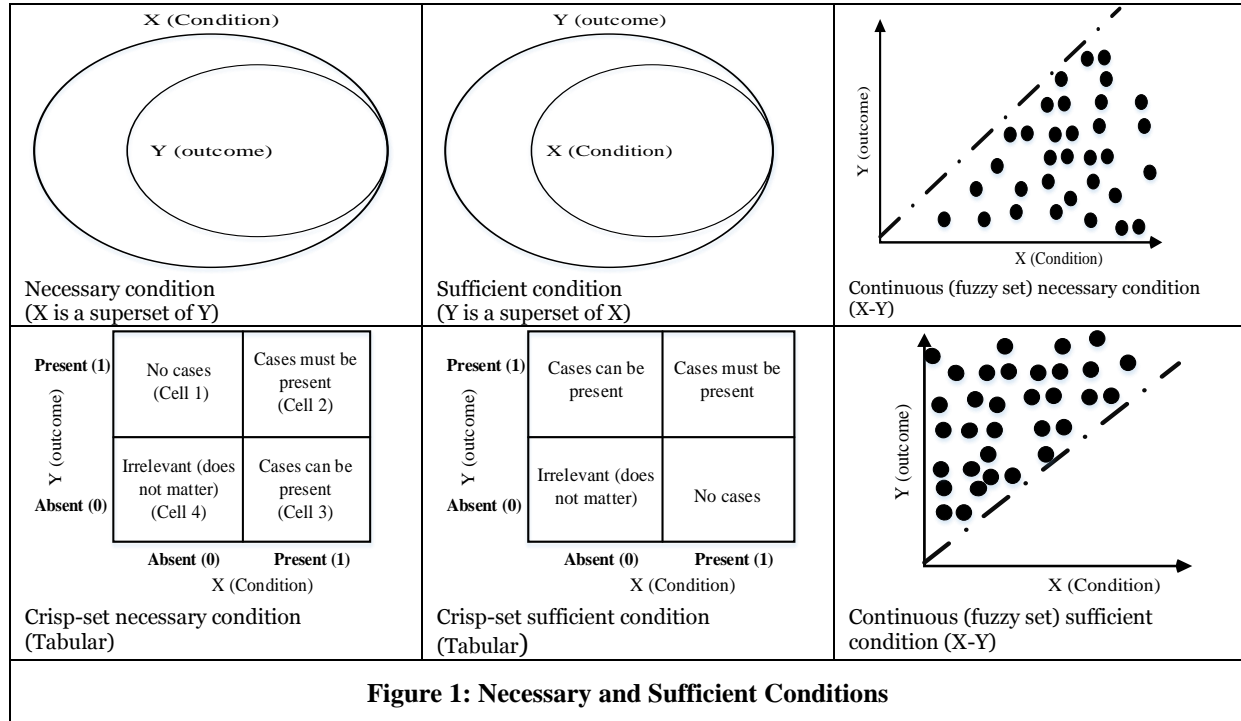 X (Condition)
Y (outcome)
Necessary condition
(X is a superset of Y)
Y (outcome)
X (Condition)
Sufficient condition
(Y is a superset of X)
Y (outcome)
X (Condition)
Continuous (fuzzy set) necessary condition
(X-Y)
Present (1)
Y (outcome)
Absent (0)
No cases
(Cell 1)
Cases must be
present
(Cell 2)
Irrelevant (does
not matter)
(Cell 4)
Cases can be
present
(Cell 3)
Absent (0)
Present (1)
X (Condition)
Crisp-set necessary condition
(Tabular)
Present (1)
Y (outcome)
Absent (0)
Cases can be
present
Cases must be
present
Irrelevant (does
not matter)
No cases
Absent (0)
Present (1)
X (Condition)
Crisp-set sufficient condition
(Tabular)
Y (outcome)
X (Condition)
Continuous (fuzzy set) sufficient
condition (X-Y)
Figure 1: Necessary and Sufficient Conditions